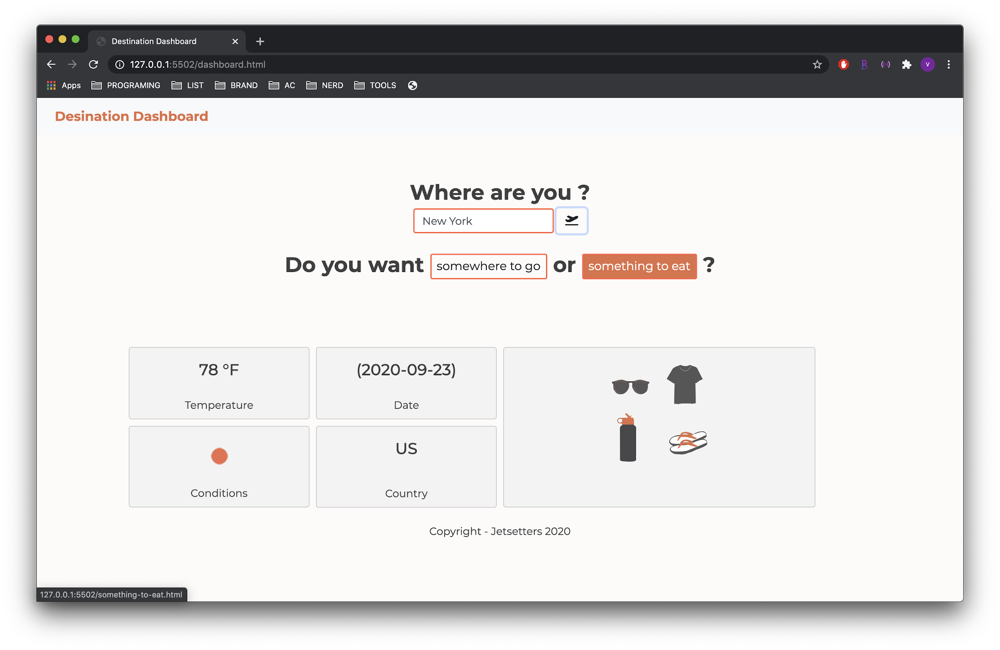 Destination Dashboard
127.0.0.1:5502/dashboard.html
R V
Apps PROGRAMING LIST BRAND AC NERD TOOLS
Desination Dashboard
Where are you ?
New York
Do you want somewhere to go or something to eat ?
78 °F
Temperature
(2020-09-23)
Date
Conditions
US
Country
Copyright - Jetsetters 2020
127.0.0.1:5502/something-to-eat.html